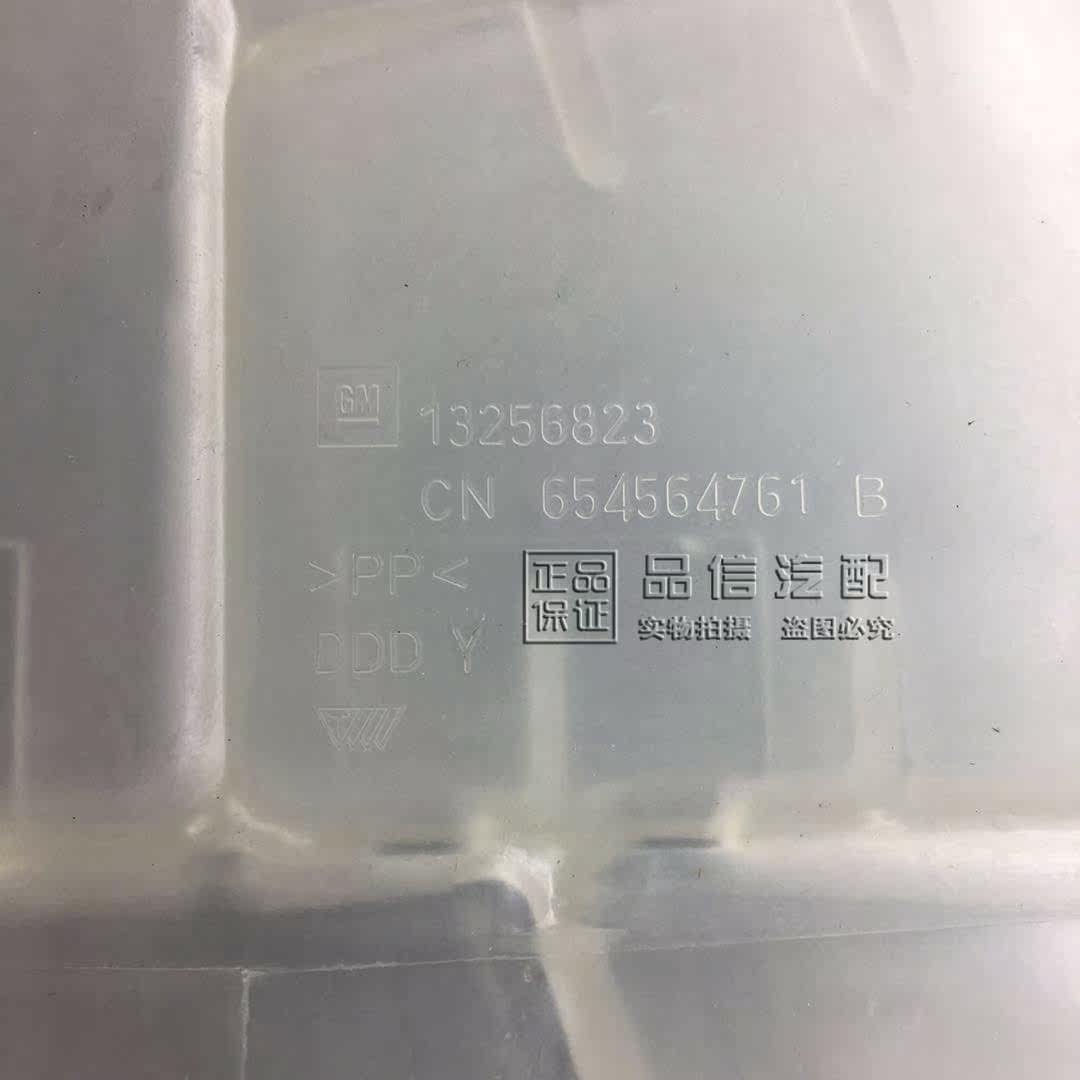 GM 13256823
CN 654564761 B
>PP<
DDD Y
正品保证
品信汽配
实物拍摄 盗图必究